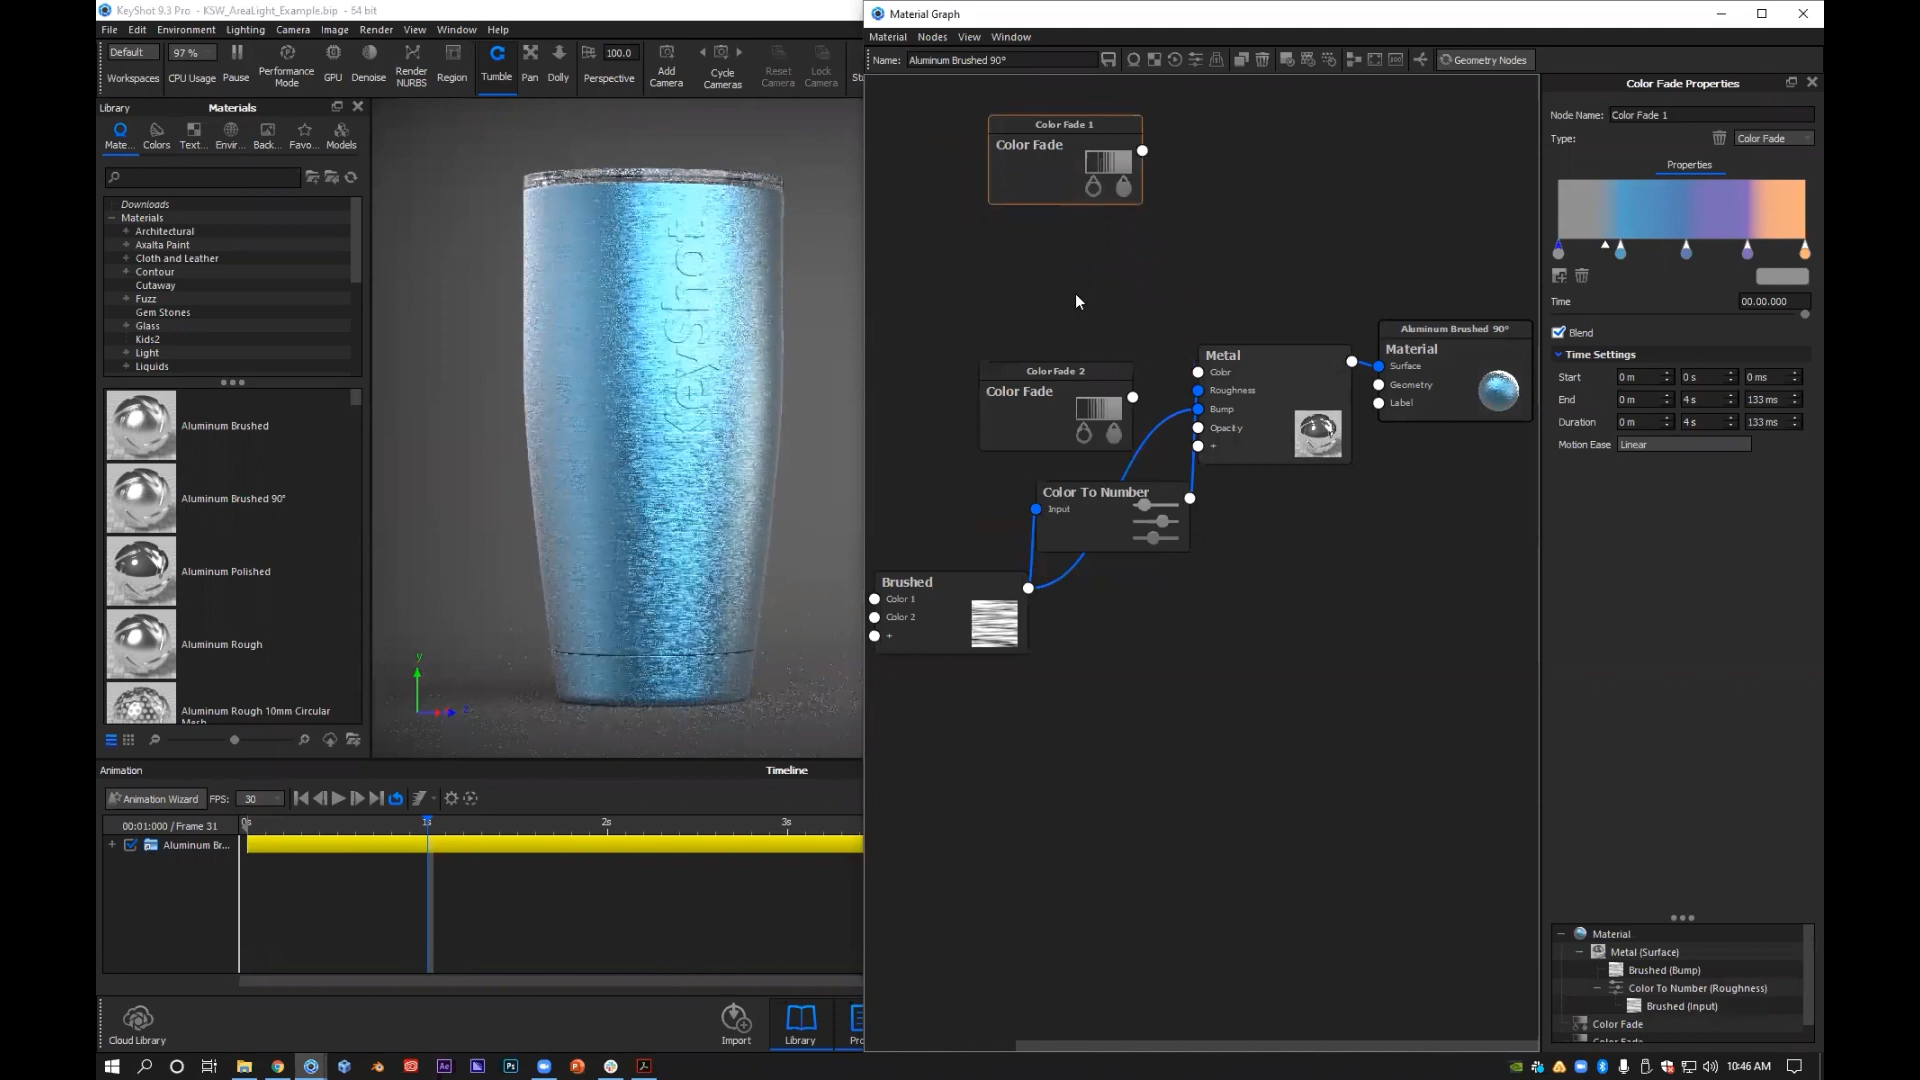 KeyShot 9.3 Pro - KSW_AreaLight_Example.bip - 64 bit
File Edit Environment Lighting Camera Image Render View Window Help
Default 97 % 100.0
Workspaces CPU Usage Pause Performance Mode GPU Denoise Render NURBS Region Tumble Pan Dolly Perspective Add Camera Cycle Cameras Reset Camera Lock Camera
Library Materials
Mate... Colors Text... Envir... Back... Favo... Models
Downloads
Materials
Architectural
Axalta Paint
Cloth and Leather
Contour
Cutaway
Fuzz
Gem Stones
Glass
Kids2
Light
Liquids
Aluminum Brushed
Aluminum Brushed 90°
Aluminum Polished
Aluminum Rough
Aluminum Rough 10mm Circular
Mesh
KeyShot
y
z
Animation Timeline
Animation Wizard FPS: 30
00:01:000 / Frame 31 0s 1s 2s 3s
Aluminum Br...
Cloud Library Import Library Pro
Material Graph
Material Nodes View Window
Name: Aluminum Brushed 90° Geometry Nodes
Color Fade 1
Color Fade
Color Fade 2
Color Fade
Metal
Color
Roughness
Bump
Opacity
+
Aluminum Brushed 90°
Material
Surface
Geometry
Label
Color To Number
Input
Brushed
Color 1
Color 2
+
Color Fade Properties
Node Name: Color Fade 1
Type: Color Fade
Properties
Time 00.00.000
Blend
Time Settings
Start 0 m 0 s 0 ms
End 0 m 4 s 133 ms
Duration 0 m 4 s 133 ms
Motion Ease Linear
Material
Metal (Surface)
Brushed (Bump)
Color To Number (Roughness)
Brushed (Input)
Color Fade
Color Fade
10:46 AM